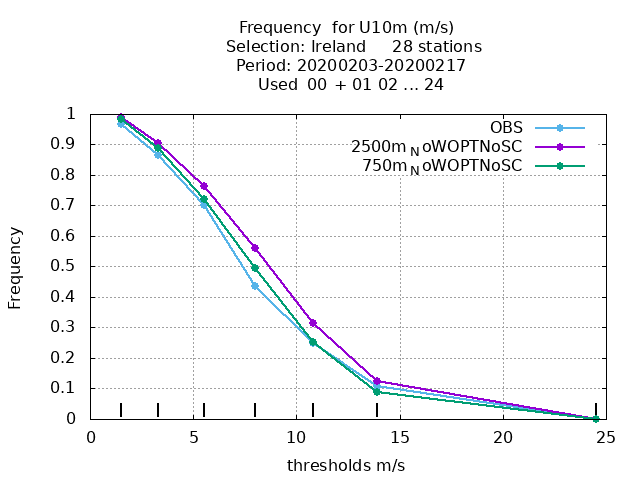 Frequency  for U10m (m/s)
Selection: Ireland     28 stations
Period: 20200203-20200217
Used  00  + 01 02 ... 24
OBS
2500m_NoWOPTNoSC
750m_NoWOPTNoSC
Frequency
1
0.9
0.8
0.7
0.6
0.5
0.4
0.3
0.2
0.1
0
0 5 10 15 20 25
thresholds m/s